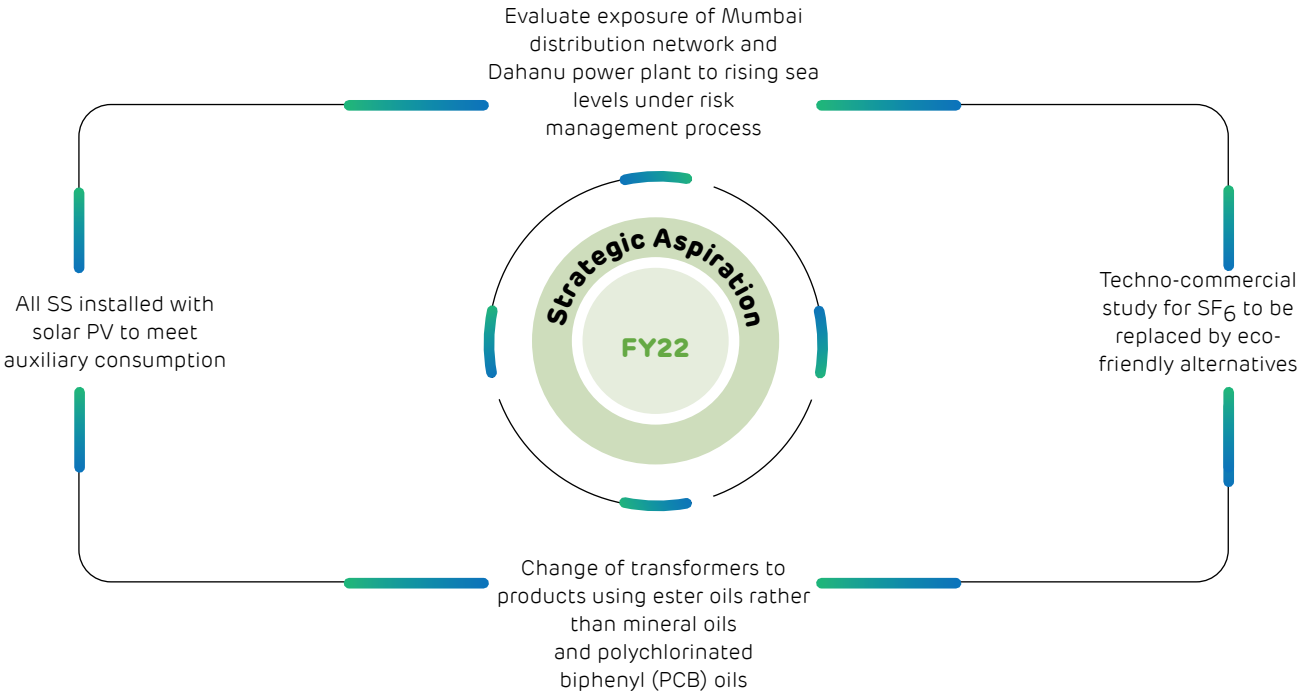 Evaluate exposure of Mumbai
distribution network and
Dahanu power plant to rising sea
levels under risk
management process
Strategic Aspiration
FY22
All SS installed with
solar PV to meet
auxiliary consumption
Techno-commercial
study for SF6 to be
replaced by eco-
friendly alternatives
Change of transformers to
products using ester oils rather
than mineral oils
and polychlorinated
biphenyl (PCB) oils